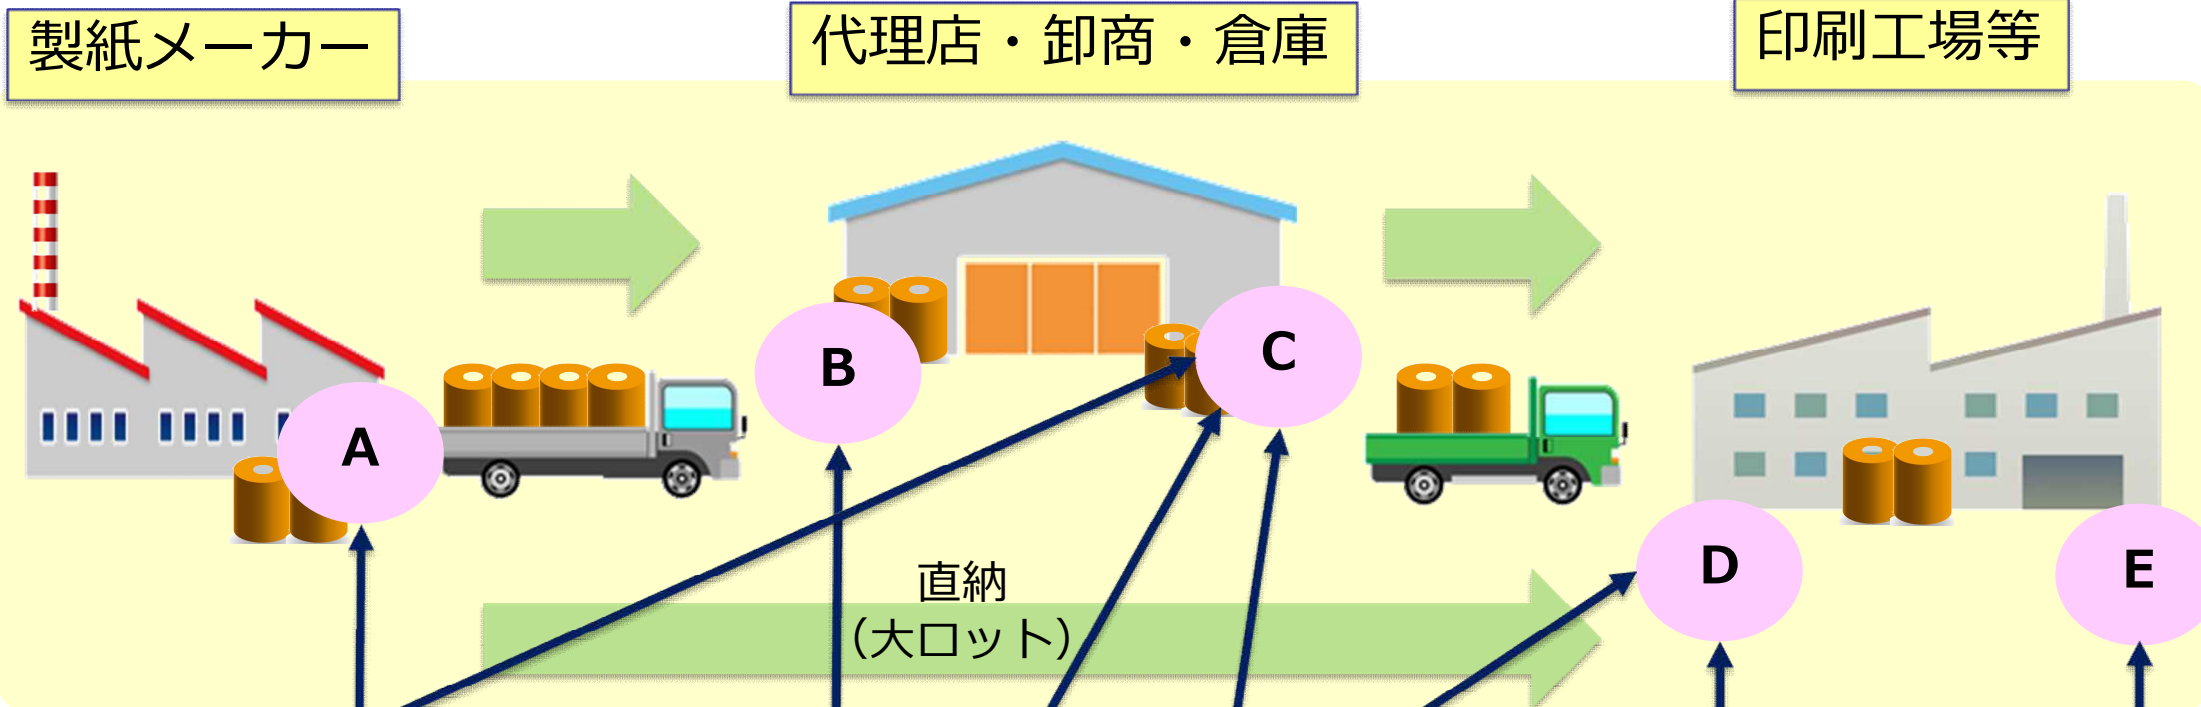 製紙メーカー
代理店・卸商・倉庫
印刷工場等
A
B
C
D
E
直納
（大ロット）